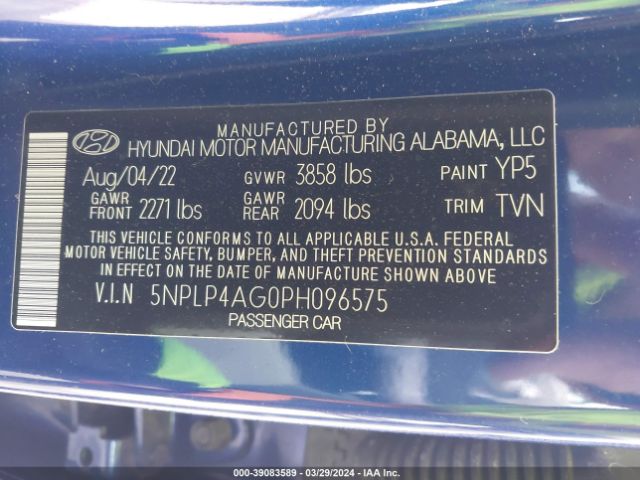 MANUFACTURED BY
HYUNDAI MOTOR MANUFACTURING ALABAMA, LLC
Aug/04/22 GVWR 3858 lbs PAINT YP5
GAWR FRONT 2271 lbs GAWR REAR 2094 lbs TRIM TVN
THIS VEHICLE CONFORMS TO ALL APPLICABLE U.S.A. FEDERAL
MOTOR VEHICLE SAFETY, BUMPER, AND THEFT PREVENTION STANDARDS
IN EFFECT ON THE DATE OF MANUFACTURE SHOWN ABOVE
V.I.N 5NPLP4AG0PH096575
PASSENGER CAR
000-39083589 - 03/29/2024 - IAA Inc.